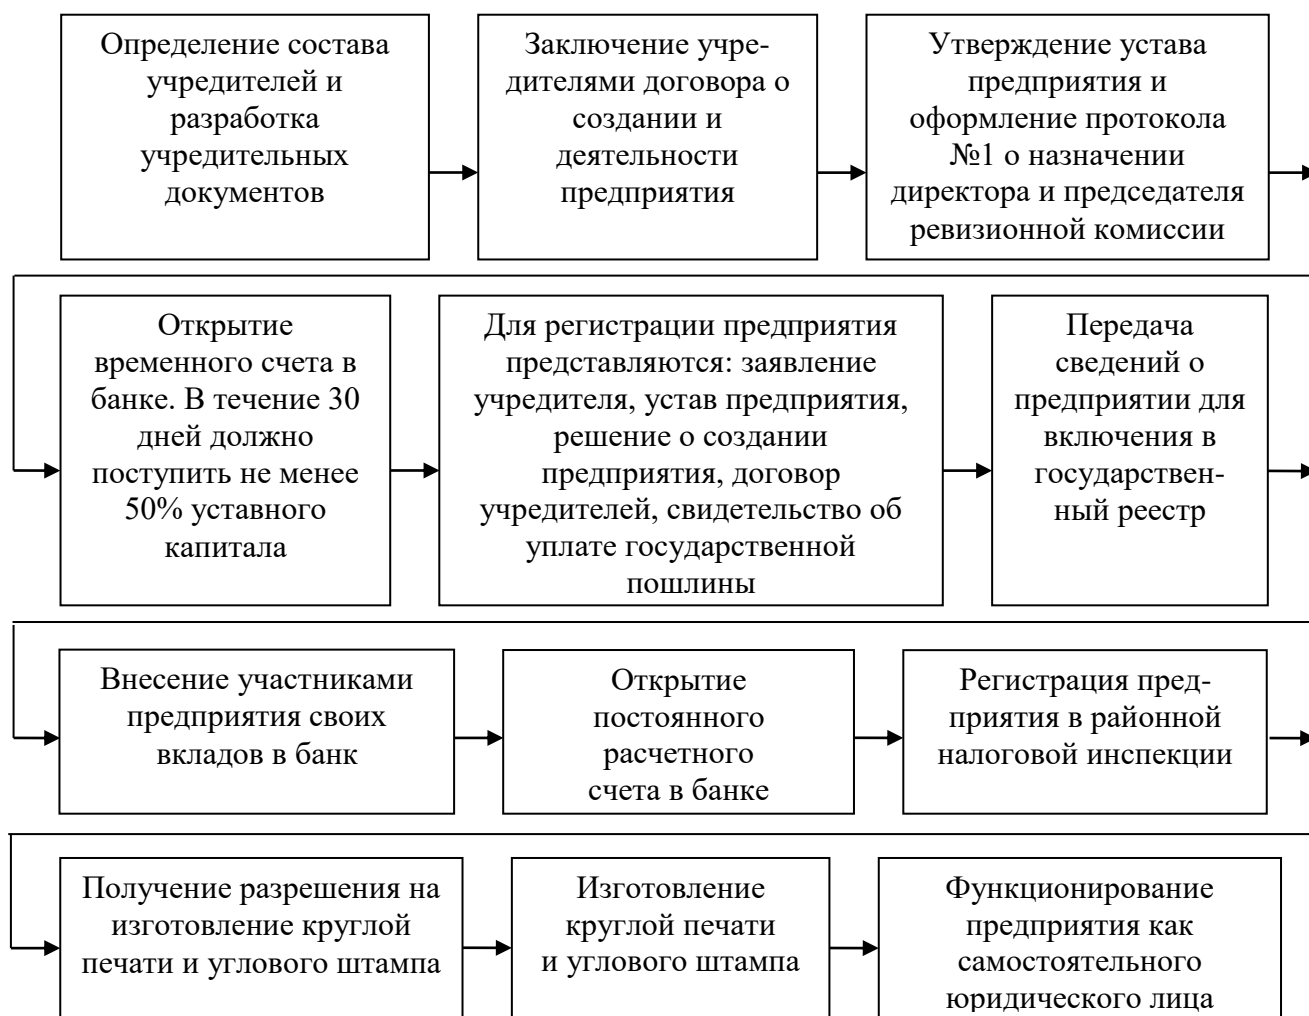 Определение состава
учредителей и
разработка
учредительных
документов
Заключение учре-
дителями договора о
создании и
деятельности
предприятия
Утверждение устава
предприятия и
оформление протокола
№1 о назначении
директора и председателя
ревизионной комиссии
Открытие
временного счета в
банке. В течение 30
дней должно
поступить не менее
50% уставного
капитала
Для регистрации предприятия
представляются: заявление
учредителя, устав предприятия,
решение о создании
предприятия, договор
учредителей, свидетельство об
уплате государственной
пошлины
Передача
сведений о
предприятии для
включения в
государствен-
ный реестр
Внесение участниками
предприятия своих
вкладов в банк
Открытие
постоянного
расчетного
счета в банке
Регистрация пред-
приятия в районной
налоговой инспекции
Получение разрешения на
изготовление круглой
печати и углового штампа
Изготовление
круглой печати
и углового штампа
Функционирование
предприятия как
самостоятельного
юридического лица